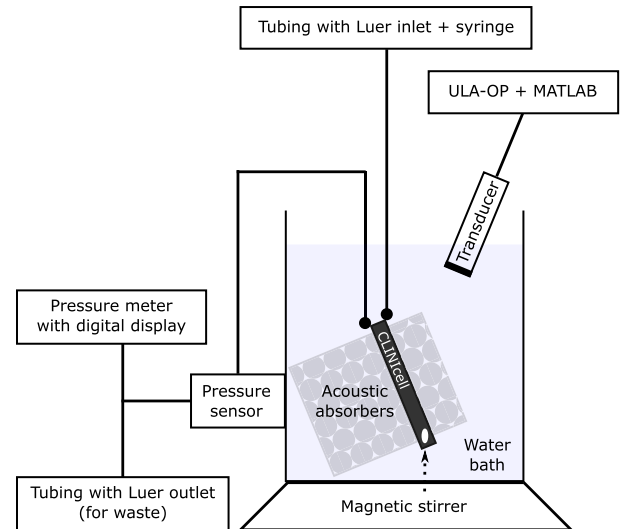 Tubing with Luer inlet + syringe
ULA-OP + MATLAB
Transducer
Pressure meter
with digital display
CLINIcell
Pressure
sensor
Acoustic
absorbers
Water
bath
Tubing with Luer outlet
(for waste)
Magnetic stirrer